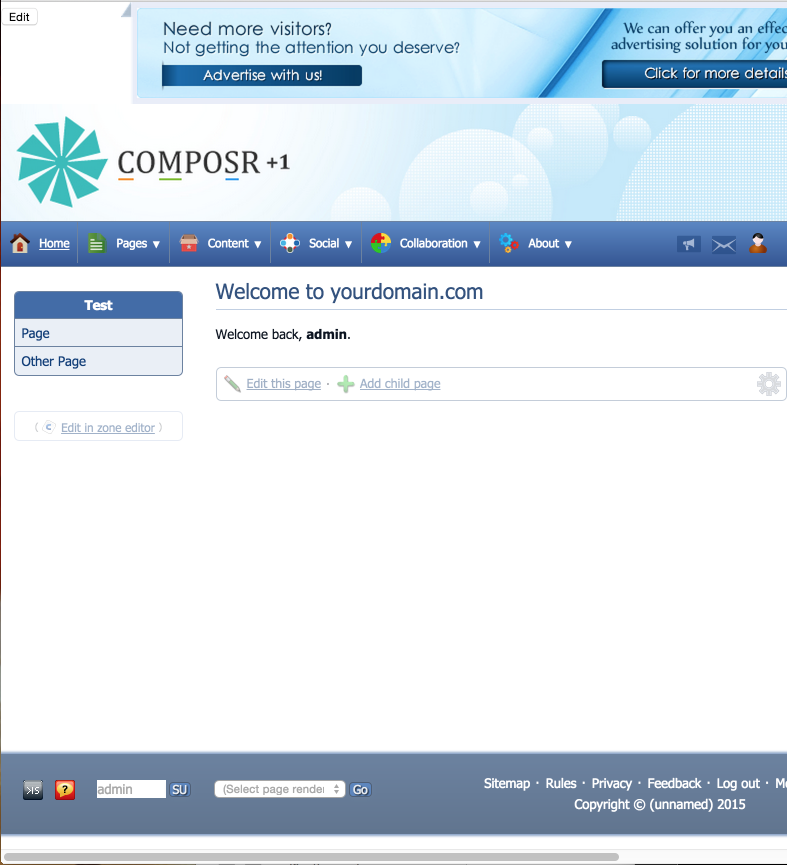 Edit
Need more visitors?
Not getting the attention you deserve?
Advertise with us!
We can offer you an
advertising solution for
Click for more details
COMPOSR +1
Home Pages ▼ Content ▼ Social ▼ Collaboration ▼ About ▼
Test
Page
Other Page
( Edit in zone editor )
Welcome to yourdomain.com
Welcome back, admin.
Edit this page · Add child page
admin SU (Select page render Go
Sitemap · Rules · Privacy · Feedback · Log out ·
Copyright © (unnamed) 2015